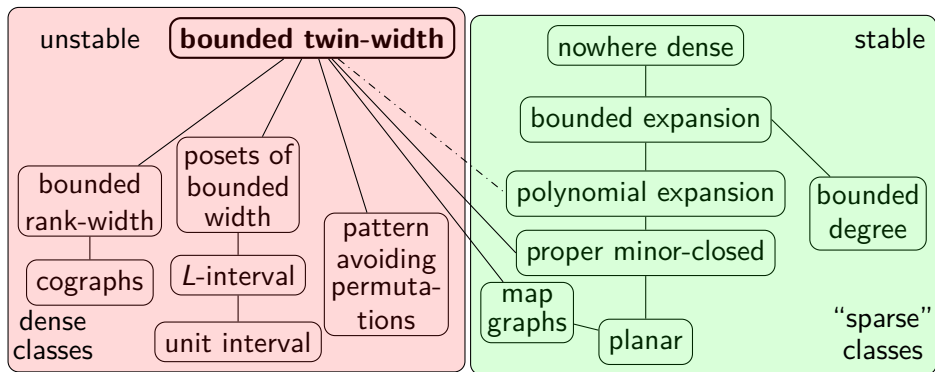 unstable
bounded twin-width
bounded
rank-width
cographs
posets of
bounded
width
L-interval
unit interval
pattern
avoiding
permuta-
tions
dense
classes
stable
nowhere dense
bounded expansion
polynomial expansion
bounded
degree
proper minor-closed
map
graphs
planar
“sparse”
classes